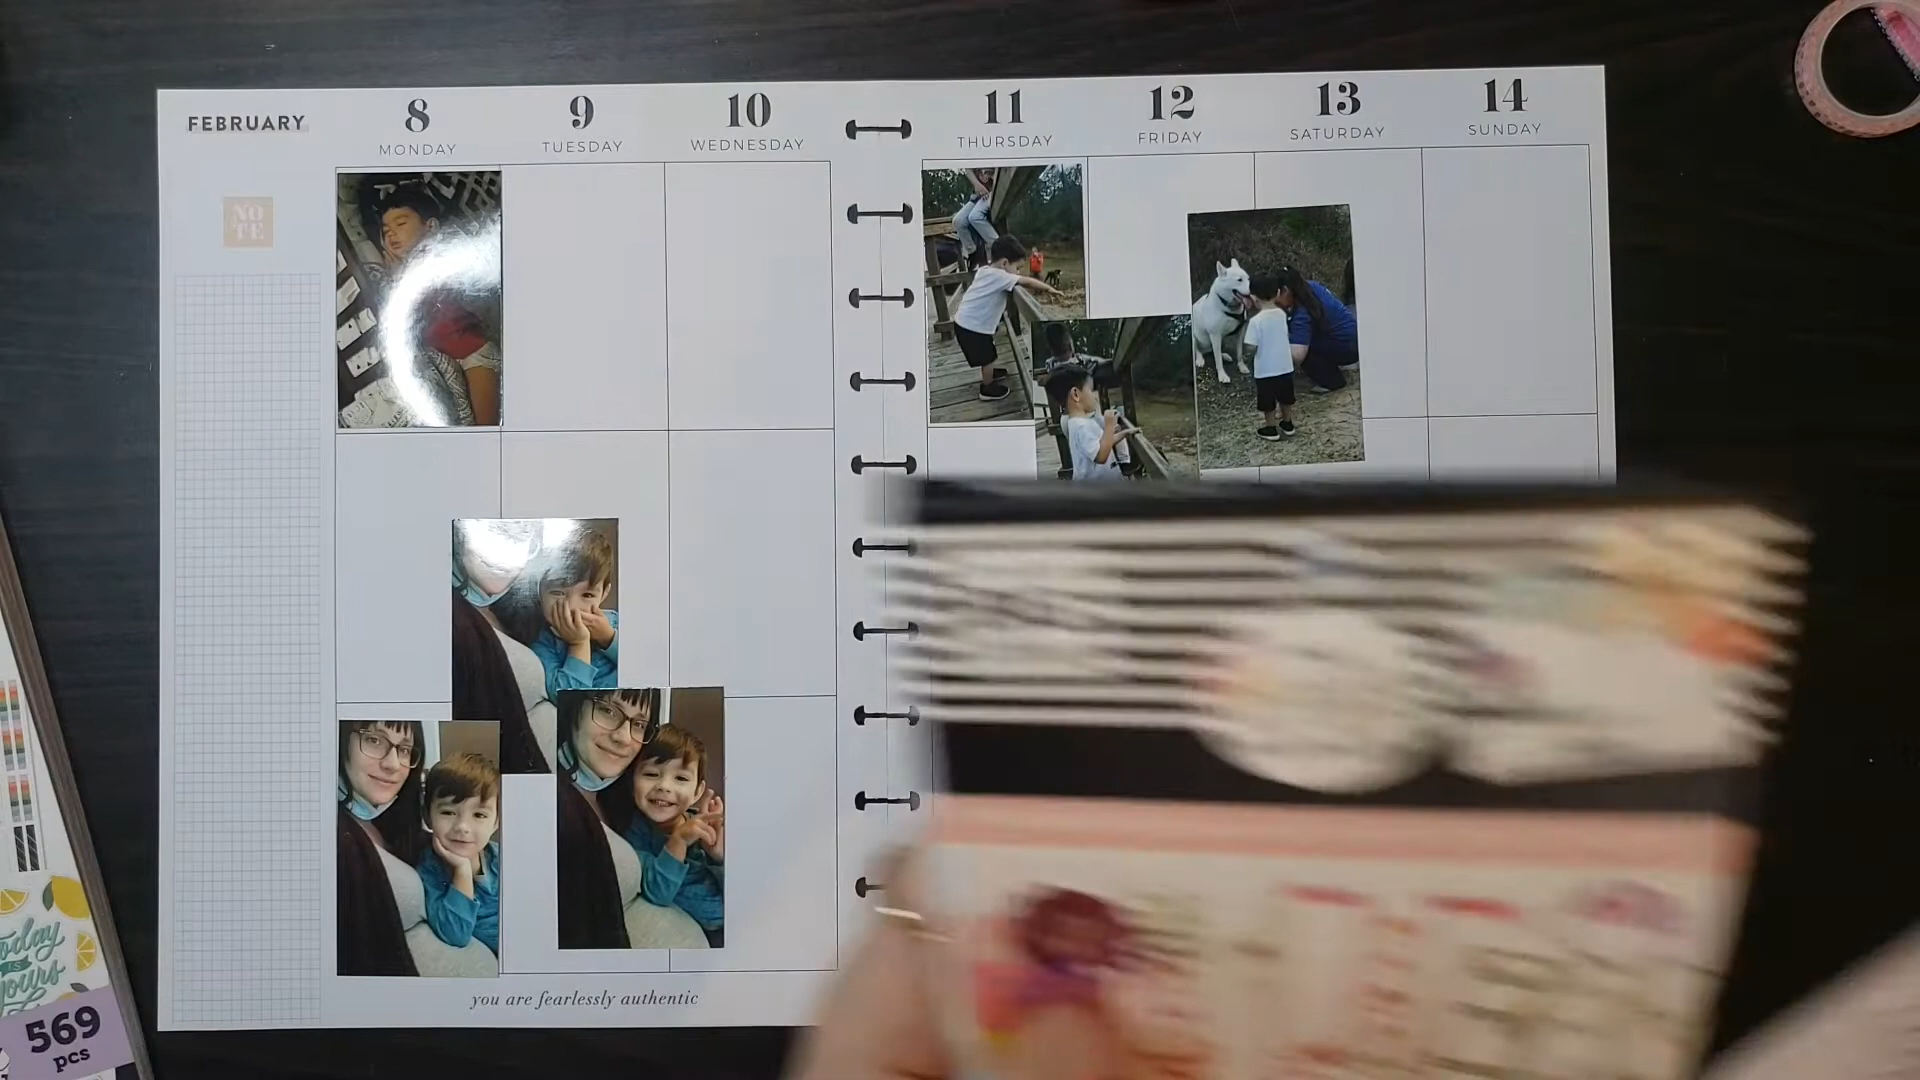 FEBRUARY
8
MONDAY
9
TUESDAY
10
WEDNESDAY
11
THURSDAY
12
FRIDAY
13
SATURDAY
14
SUNDAY
NO
TE
you are fearlessly authentic
today
is
yours
569
pcs